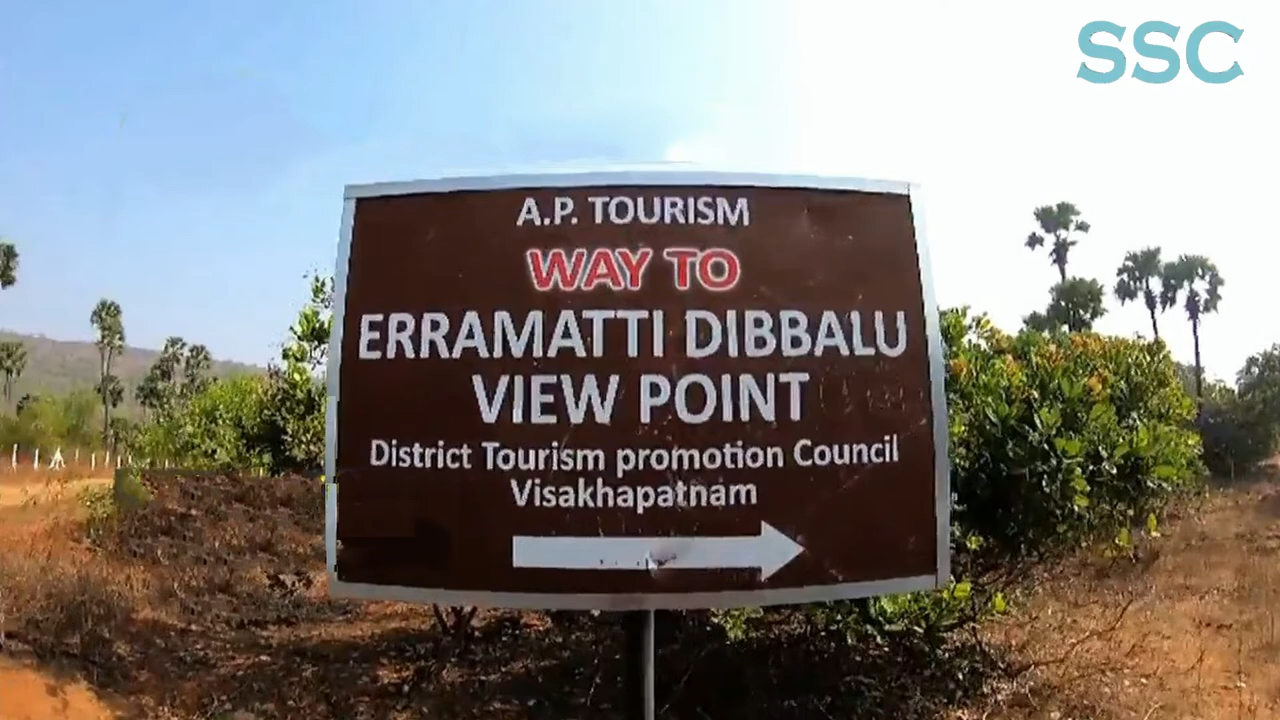 SSC
A.P. TOURISM
WAY TO
ERRAMATTI DIBBALU
VIEW POINT
District Tourism promotion Council
Visakhapatnam